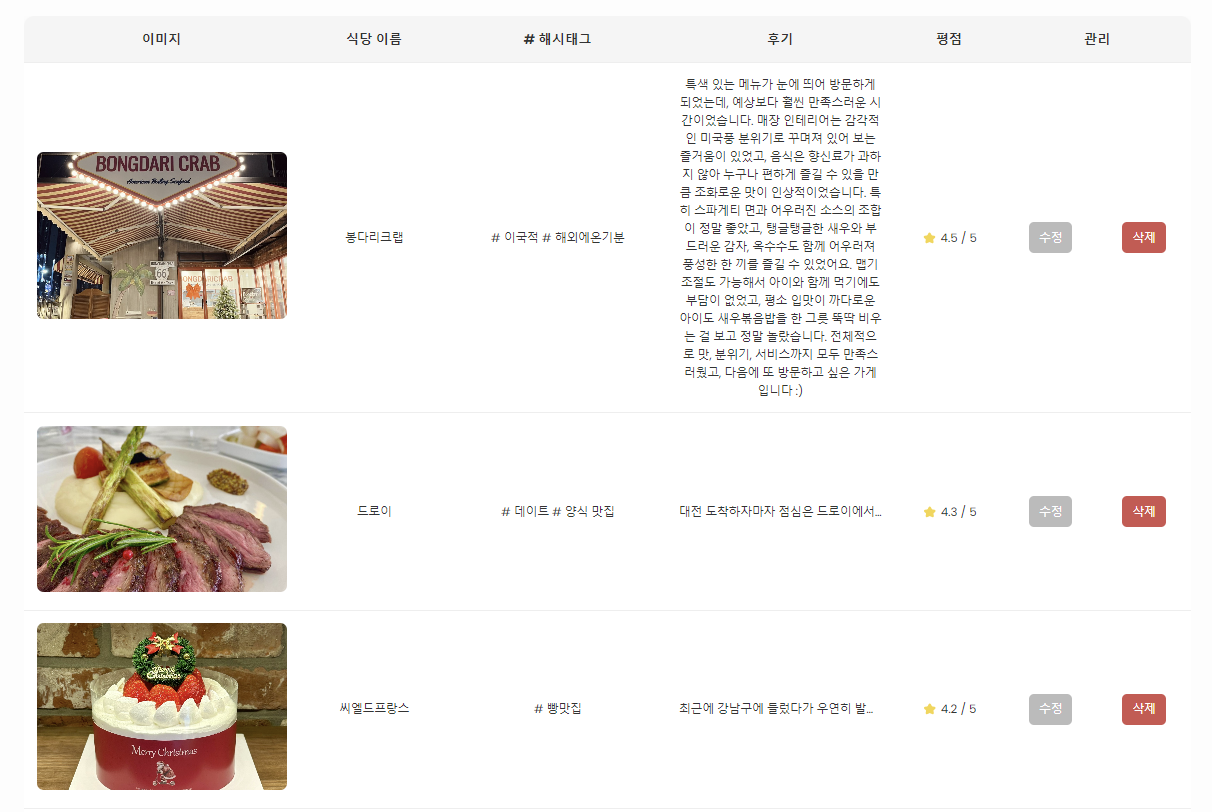 이미지 식당 이름 # 해시태그 후기 평점 관리
BONGDARI CRAB
American Boiling Seafood
66
BONGDARICRAB
봉다리크랩
# 이국적 # 해외에온기분
특색 있는 메뉴가 눈에 띄어 방문하게
되었는데, 예상보다 훨씬 만족스러운 시
간이었습니다. 매장 인테리어는 감각적
인 미국풍 분위기로 꾸며져 있어 보는
즐거움이 있었고, 음식은 향신료가 과하
지 않아 누구나 편하게 즐길 수 있을 만
큼 조화로운 맛이 인상적이었습니다. 특
히 스파게티 면과 어우러진 소스의 조합
이 정말 좋았고, 탱글탱글한 새우와 부
드러운 감자, 옥수수도 함께 어우러져
풍성한 한 끼를 즐길 수 있었어요. 맵기
조절도 가능해서 아이와 함께 먹기에도
부담이 없었고, 평소 입맛이 까다로운
아이도 새우볶음밥을 한 그릇 뚝딱 비우
는 걸 보고 정말 놀랐습니다. 전체적으
로 맛, 분위기, 서비스까지 모두 만족스
러웠고, 다음에 또 방문하고 싶은 가게
입니다 :)
4.5 / 5
수정 삭제
드로이 # 데이트 # 양식 맛집 대전 도착하자마자 점심은 드로이에서... 4.3 / 5 수정 삭제
Merry
Christmas
Merry Christmas
씨엘드프랑스 # 빵맛집 최근에 강남구에 들렀다가 우연히 발... 4.2 / 5 수정 삭제